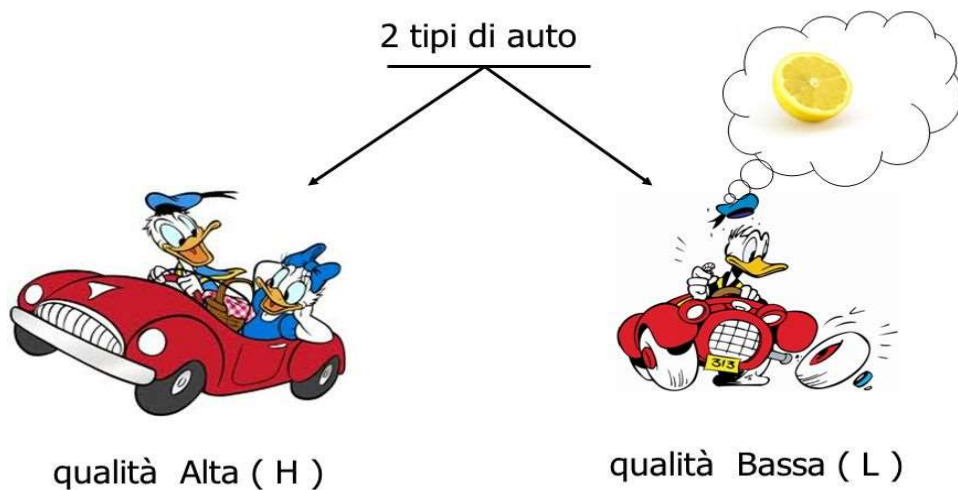 2 tipi di auto
313
qualità Alta ( H )
qualità Bassa ( L )